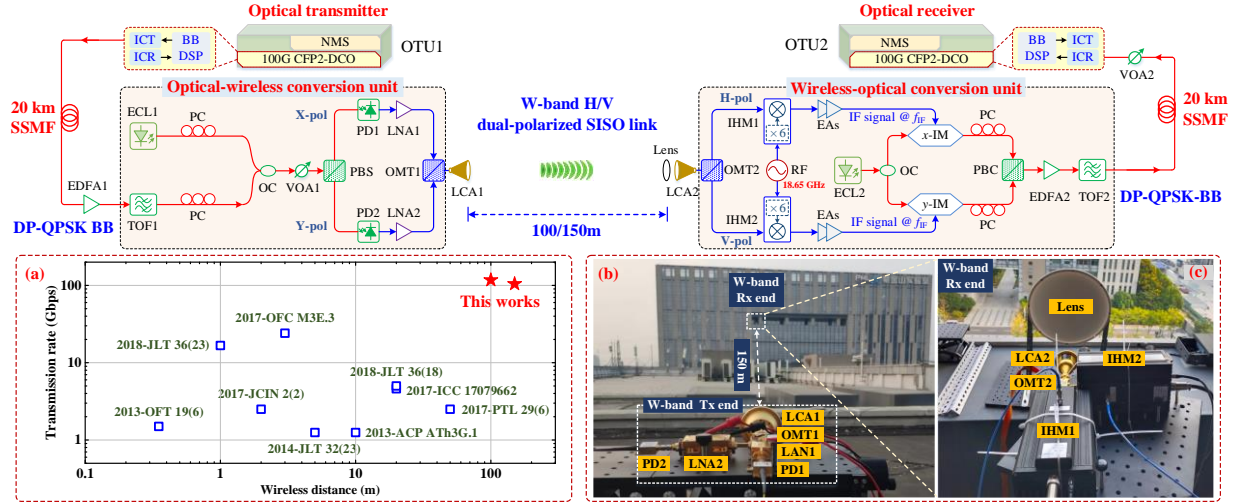 Optical transmitter
NMS
100G CFP2-DCO
OTU1
ICT
BB
ICR
DSP
20 km
SSMF
EDFA1
DP-QPSK BB
Optical-wireless conversion unit
ECL1
PC
TOF1
PC
OC
VOA1
X-pol
Y-pol
PBS
PD1
LNA1
PD2
LNA2
OMT1
LCA1
W-band H/V
dual-polarized SISO link
100/150m
Lens
LCA2
Optical receiver
OTU2
NMS
100G CFP2-DCO
BB
ICT
DSP
ICR
VOA2
20 km
SSMF
Wireless-optical conversion unit
H-pol
IHM1
×6
EAs
IF signal @ fIF
OMT2
RF
18.65 GHz
IHM2
×6
V-pol
EAs
IF signal @ fIF
ECL2
OC
x-IM
y-IM
PC
PC
PBC
EDFA2
TOF2
DP-QPSK-BB
(a)
Transmission rate (Gbps)
100
10
1
0.1
1
10
100
Wireless distance (m)
This works
2017-OFC M3E.3
2018-JLT 36(23)
2018-JLT 36(18)
2017-JCIN 2(2)
2017-ICC 17079662
2013-OFT 19(6)
2017-PTL 29(6)
2013-ACP ATh3G.1
2014-JLT 32(23)
(b)
W-band
Rx end
150 m
W-band Tx end
LCA1
OMT1
LAN1
PD1
PD2
LNA2
W-band
Rx end
(c)
Lens
LCA2
IHM2
OMT2
IHM1